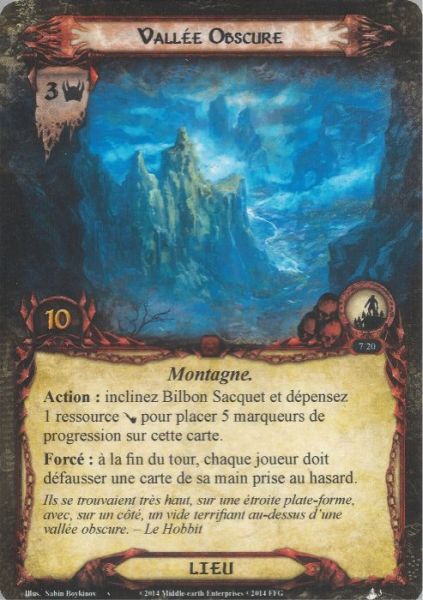 Vallée Obscure
3
10
7/20
Montagne.
Action : inclinez Bilbon Sacquet et dépensez
1 ressource pour placer 5 marqueurs de
progression sur cette carte.
Forcé : à la fin du tour, chaque joueur doit
défausser une carte de sa main prise au hasard.
Ils se trouvaient très haut, sur une étroite plate-forme,
avec, sur un côté, un vide terrifiant au-dessus d'une
vallée obscure. – Le Hobbit
LIEU
Illus. Sabin Boykinov
©2014 Middle-earth Enterprises • 2014 FFG